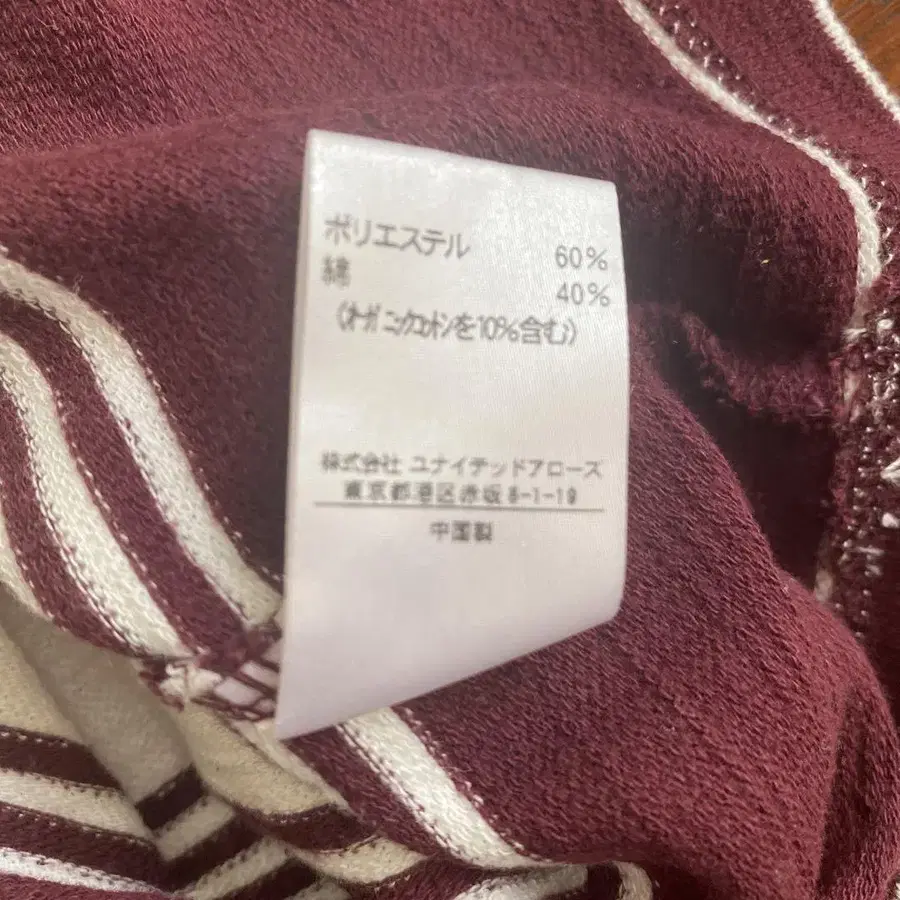 ポリエステル 60%
綿 40%
(オーガニックコットンを10%含む)
株式会社 ユナイテッドアローズ
東京都港区赤坂8-1-19
中国製